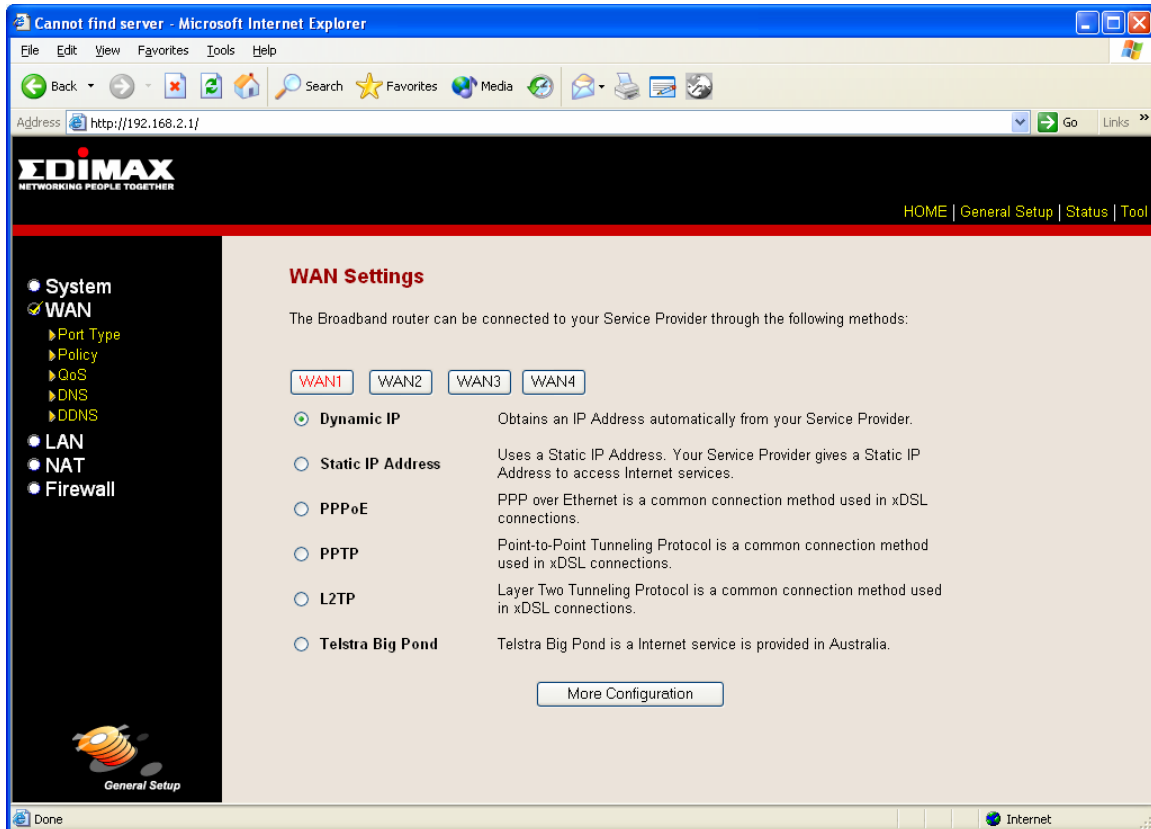 Cannot find server - Microsoft Internet Explorer
File Edit View Favorites Tools Help
Back Search Favorites Media
Address http://192.168.2.1/ Go Links »
EDIMAX
NETWORKING PEOPLE TOGETHER
HOME | General Setup | Status | Tool
System
WAN
Port Type
Policy
QoS
DNS
DDNS
LAN
NAT
Firewall
General Setup
WAN Settings
The Broadband router can be connected to your Service Provider through the following methods:
WAN1 WAN2 WAN3 WAN4
Dynamic IP Obtains an IP Address automatically from your Service Provider.
Static IP Address Uses a Static IP Address. Your Service Provider gives a Static IP
Address to access Internet services.
PPPoE PPP over Ethernet is a common connection method used in xDSL
connections.
PPTP Point-to-Point Tunneling Protocol is a common connection method
used in xDSL connections.
L2TP Layer Two Tunneling Protocol is a common connection method used
in xDSL connections.
Telstra Big Pond Telstra Big Pond is a Internet service is provided in Australia.
More Configuration
Done Internet